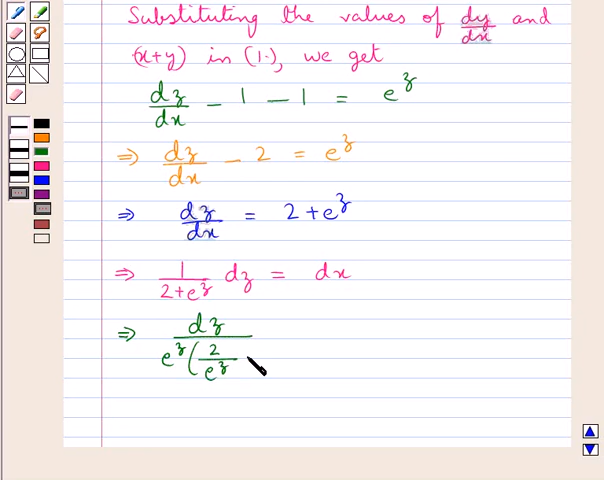 Substituting the values of dy/dx and
(x+y) in (1.), we get
dz/dx - 1 - 1 = e^z
⇒ dz/dx - 2 = e^z
⇒ dz/dx = 2 + e^z
⇒ 1/(2+e^z) dz = dx
⇒ dz/(e^z(2/e^z